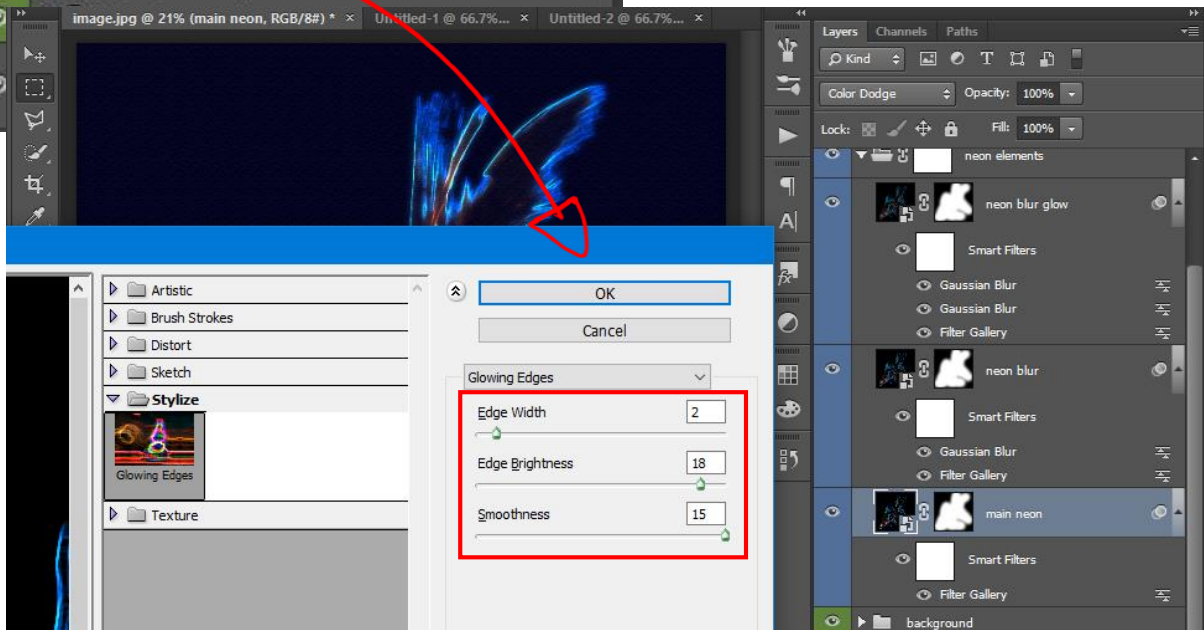 image.jpg @ 21% (main neon, RGB/8#) * × Untitled-1 @ 66.7%... × Untitled-2 @ 66.7%... ×
Layers Channels Paths
Kind
Color Dodge Opacity: 100%
Lock: Fill: 100%
neon elements
neon blur glow
Smart Filters
Gaussian Blur
Gaussian Blur
Filter Gallery
neon blur
Smart Filters
Gaussian Blur
Filter Gallery
main neon
Smart Filters
Filter Gallery
background
Artistic
Brush Strokes
Distort
Sketch
Stylize
Glowing Edges
Texture
OK
Cancel
Glowing Edges
Edge Width 2
Edge Brightness 18
Smoothness 15